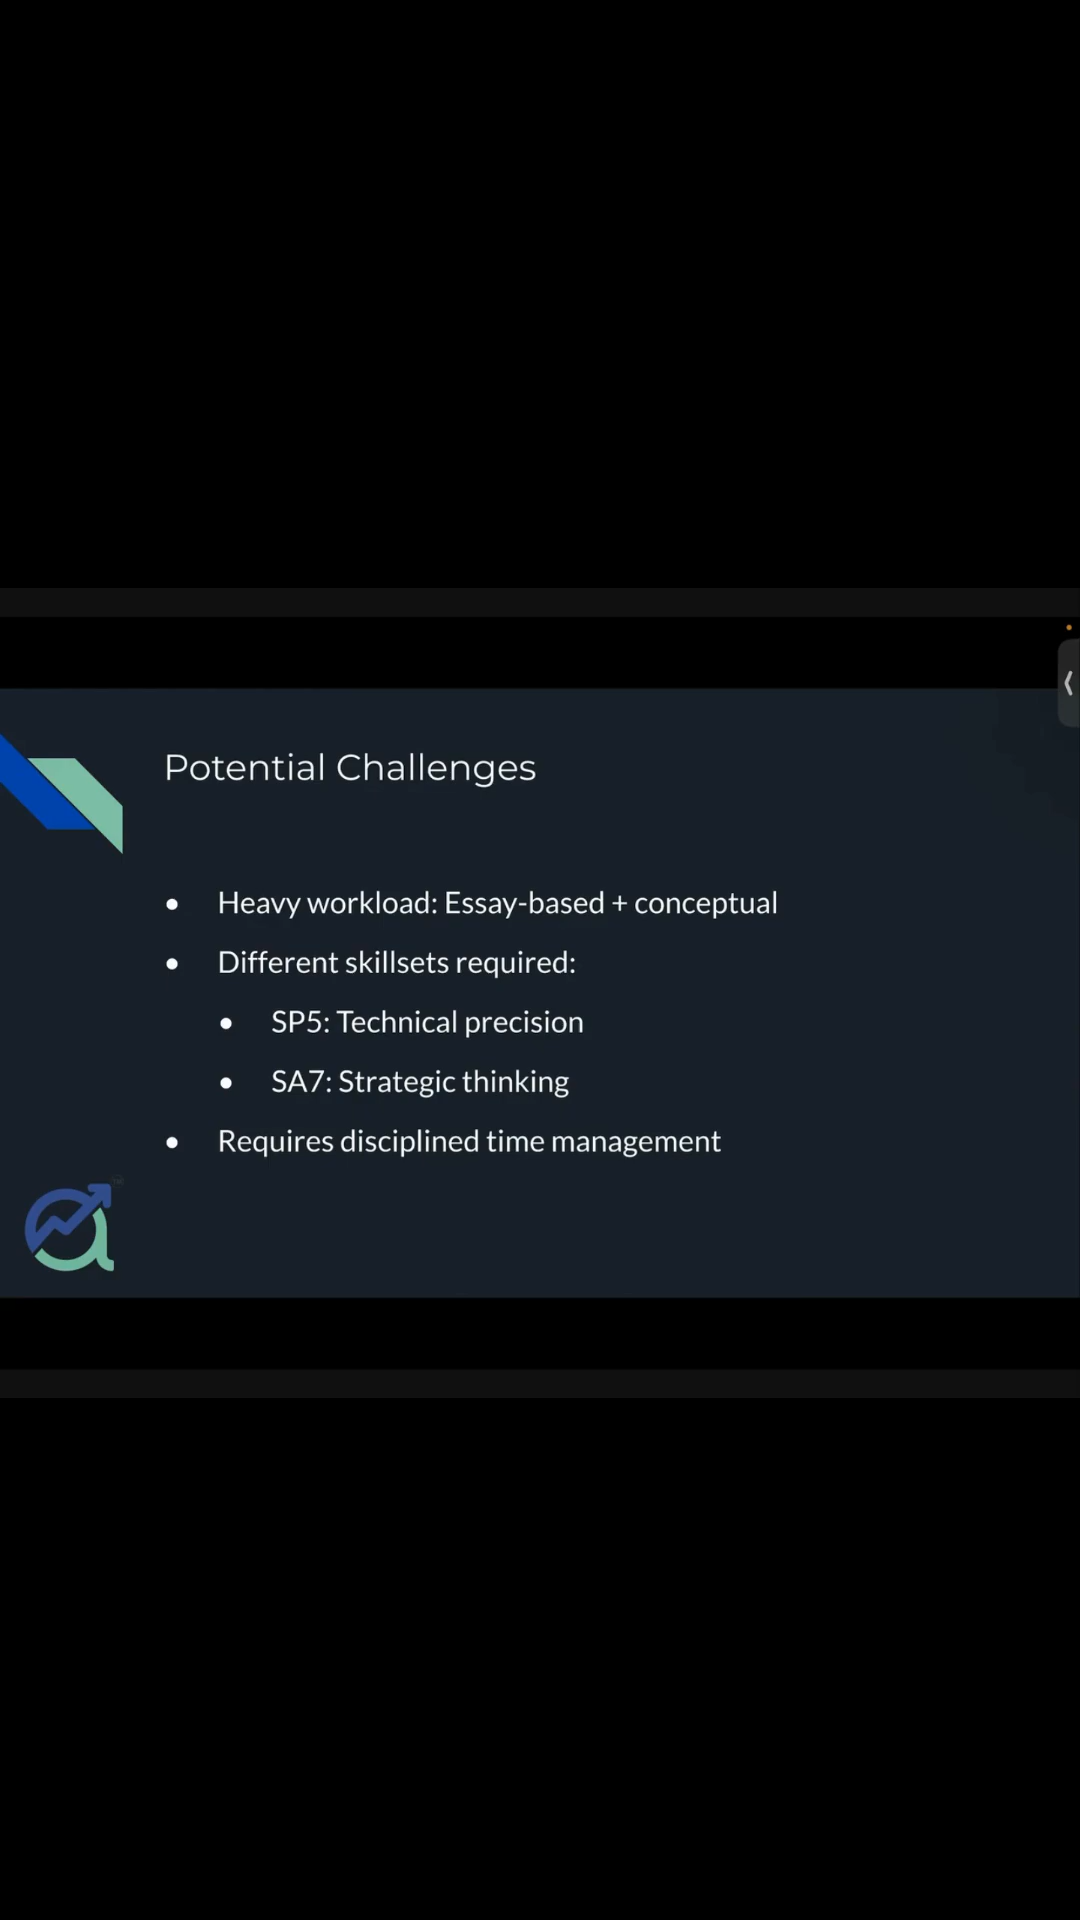 Potential Challenges
● Heavy workload: Essay-based + conceptual
● Different skillsets required:
● SP5: Technical precision
● SA7: Strategic thinking
● Requires disciplined time management